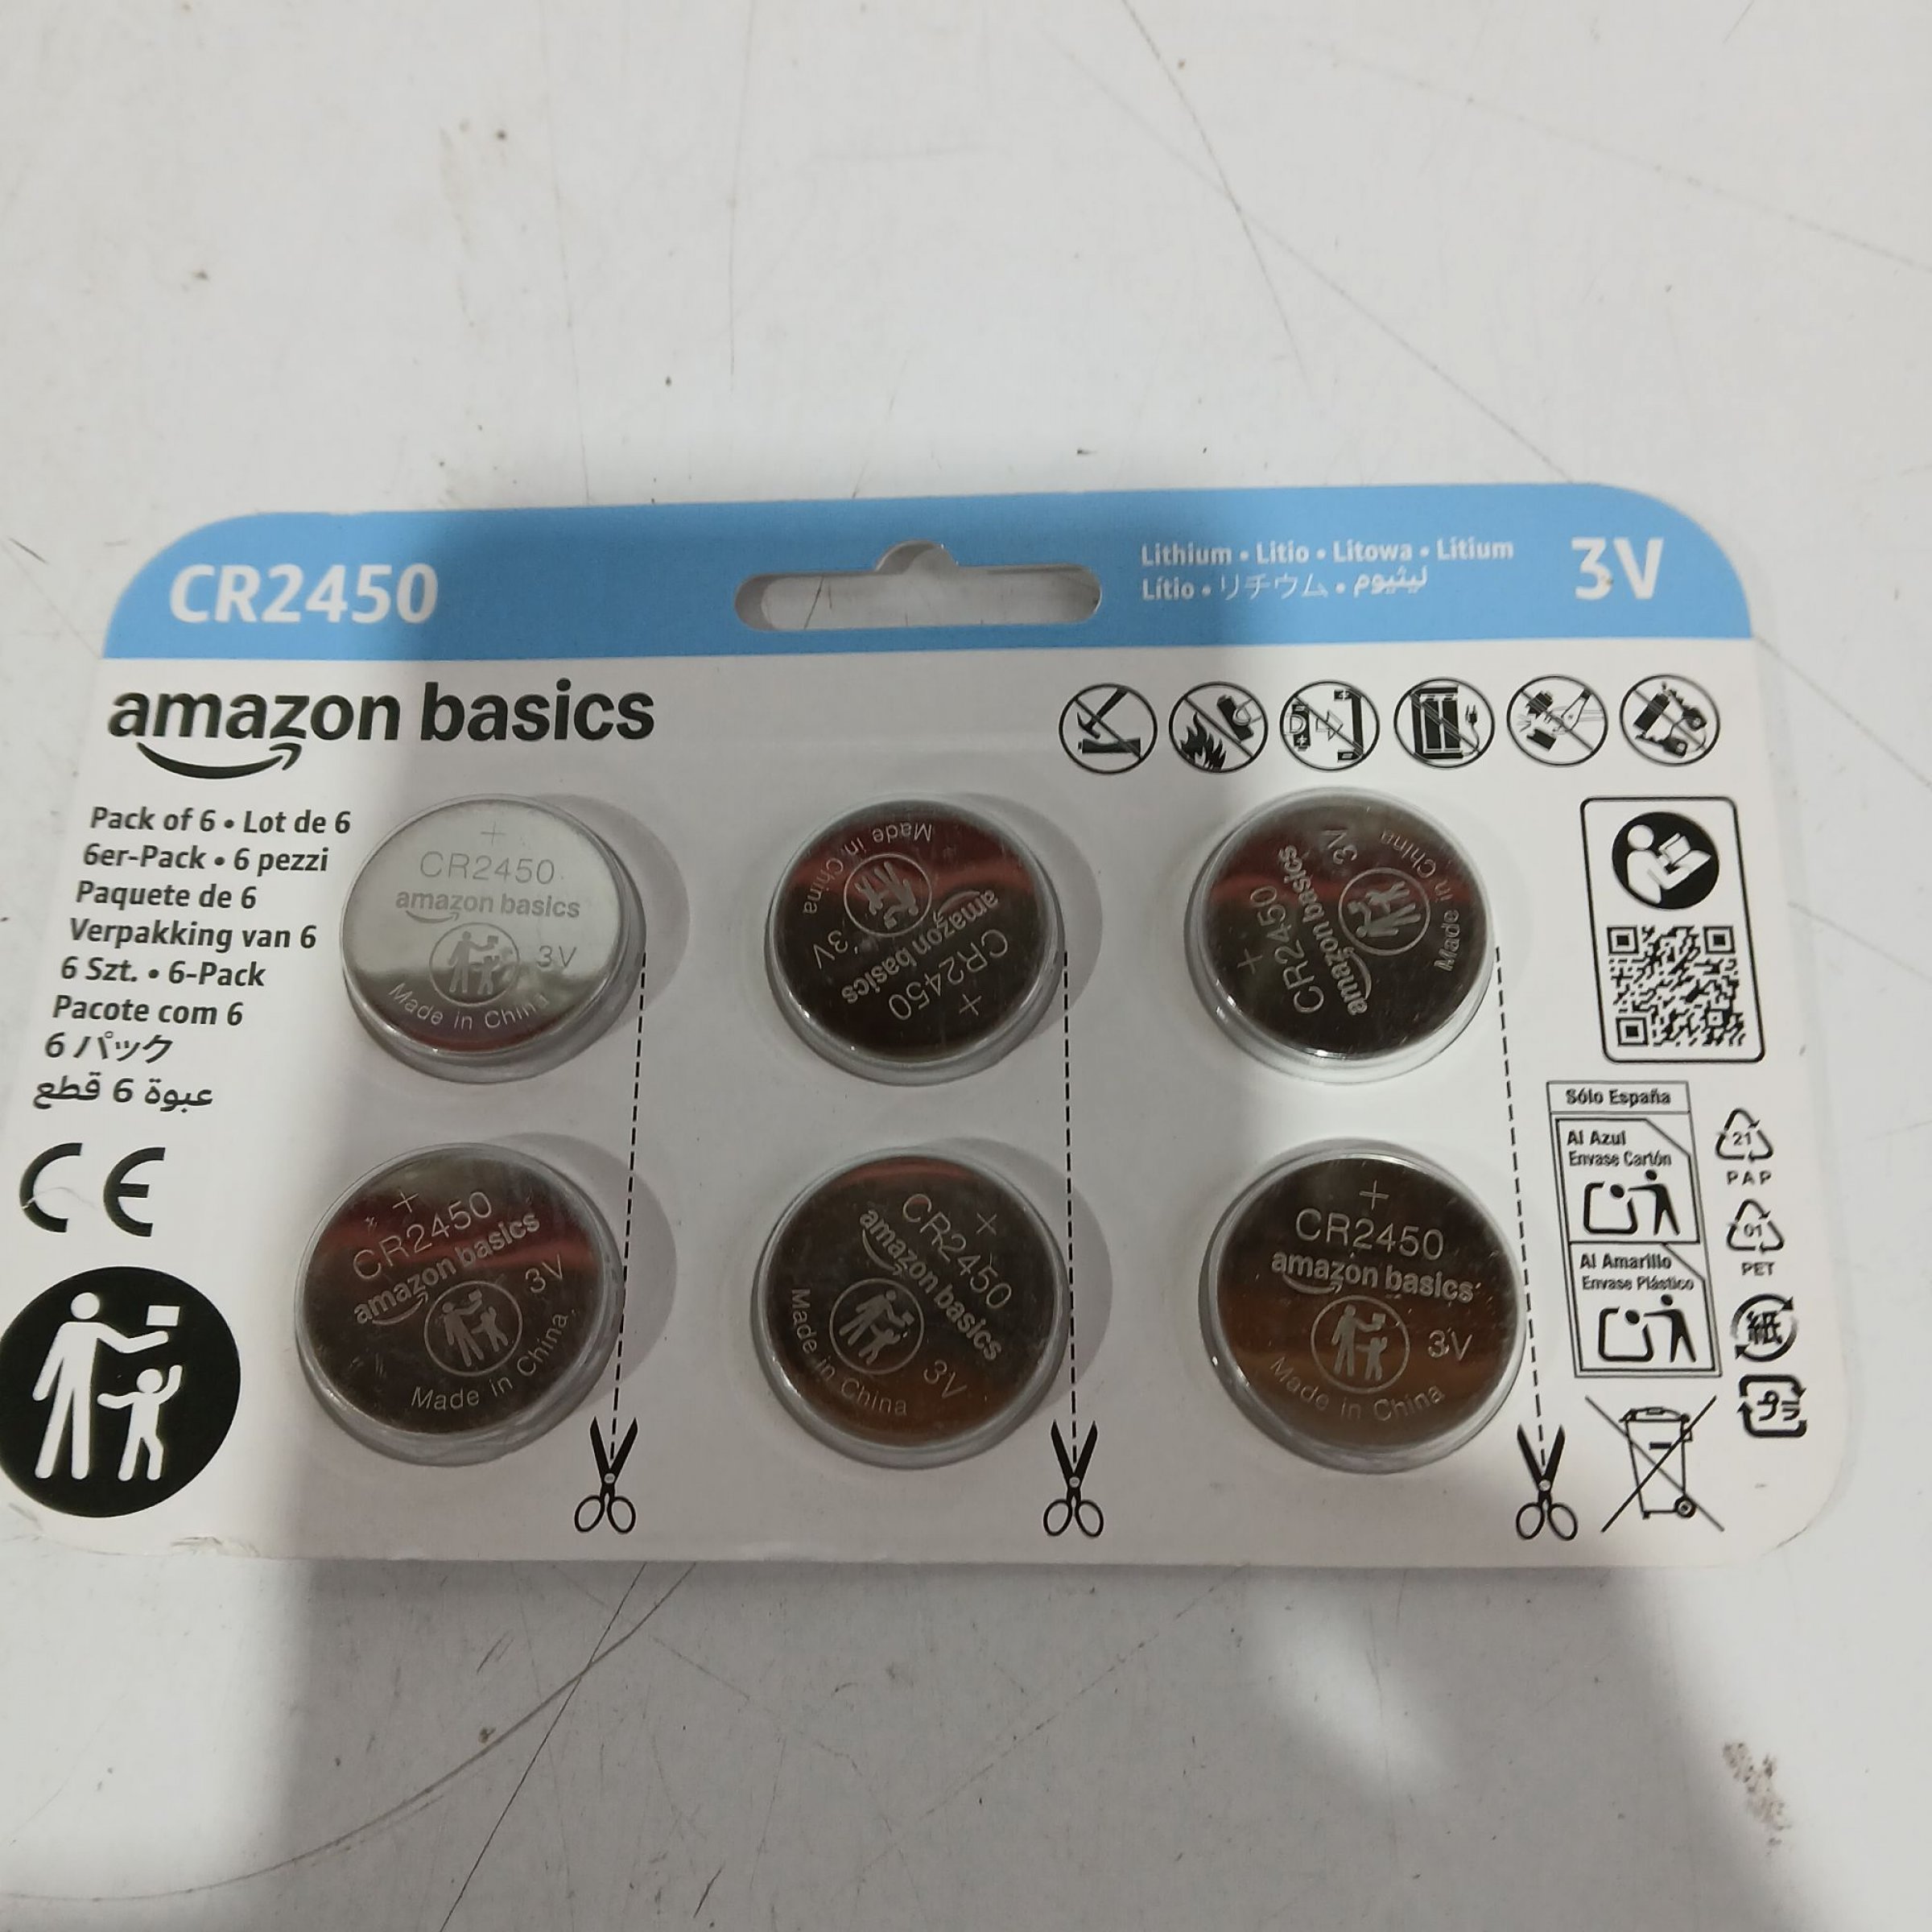 CR2450
Lithium • Litio • Litowa • Lítium
Lítio • リチウム • ليثيوم
3V
amazon basics
Pack of 6 • Lot de 6
6er-Pack • 6 pezzi
Paquete de 6
Verpakking van 6
6 Szt. • 6-Pack
Pacote com 6
6 パック
عبوة 6 قطع
CE
+
CR2450
amazon basics
3V
Made in China
+
CR2450
amazon basics
3V
Made in China
+
CR2450
amazon basics
3V
Made in China
+
CR2450
amazon basics
3V
Made in China
+
CR2450
amazon basics
3V
Made in China
+
CR2450
amazon basics
3V
Made in China
Sólo España
Al Azul
Envase Cartón
Al Amarillo
Envase Plástico
21
PAP
01
PET
紙
プラ